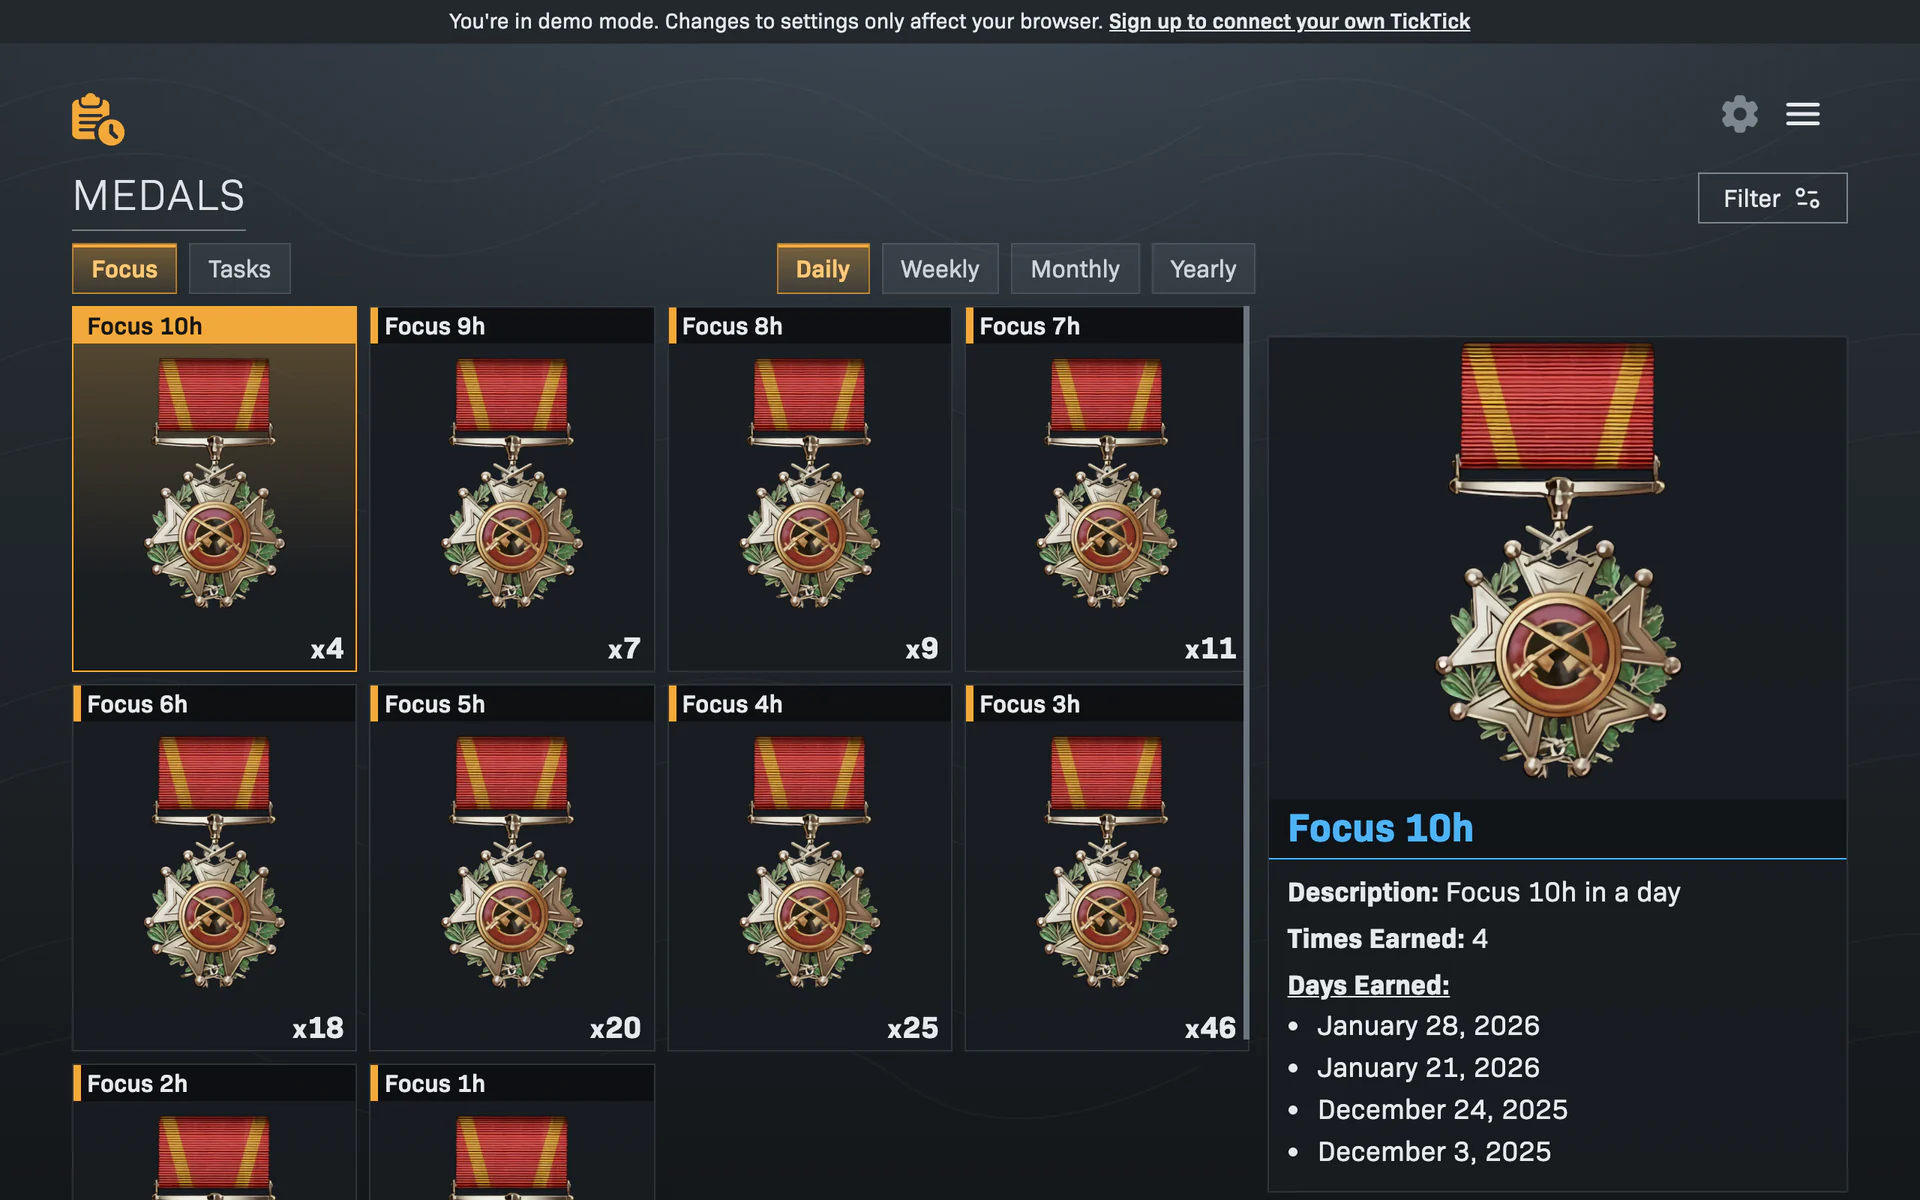 You're in demo mode. Changes to settings only affect your browser. Sign up to connect your own TickTick
MEDALS
Filter
Focus
Tasks
Daily
Weekly
Monthly
Yearly
Focus 10h
x4
Focus 9h
x7
Focus 8h
x9
Focus 7h
x11
Focus 6h
x18
Focus 5h
x20
Focus 4h
x25
Focus 3h
x46
Focus 2h
Focus 1h
Focus 10h
Description: Focus 10h in a day
Times Earned: 4
Days Earned:
• January 28, 2026
• January 21, 2026
• December 24, 2025
• December 3, 2025